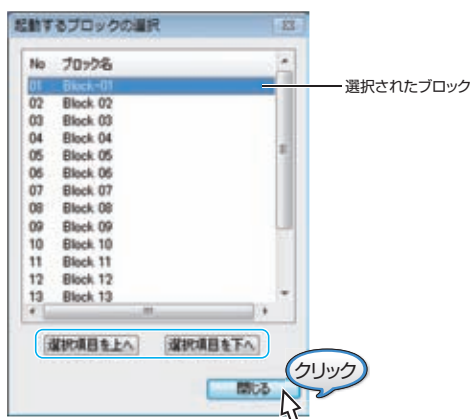 起動するブロックの選択
No ブロック名
01 Block-01
選択されたブロック
02 Block 02
03 Block 03
04 Block 04
05 Block 05
06 Block 06
07 Block 07
08 Block 08
09 Block 09
10 Block 10
11 Block 11
12 Block 12
13 Block 13
選択項目を上へ 選択項目を下へ
クリック
閉じる